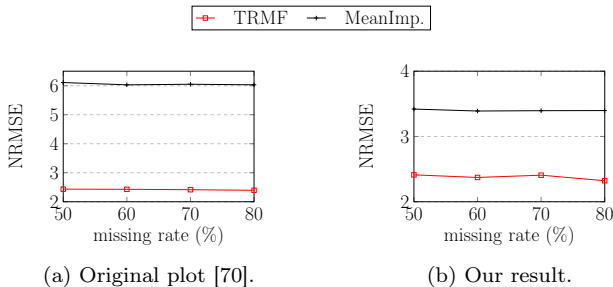 TRMF MeanImp.
NRMSE
6
5
4
3
2
50 60 70 80
missing rate (%)
(a) Original plot [70].
NRMSE
4
3
2
50 60 70 80
missing rate (%)
(b) Our result.